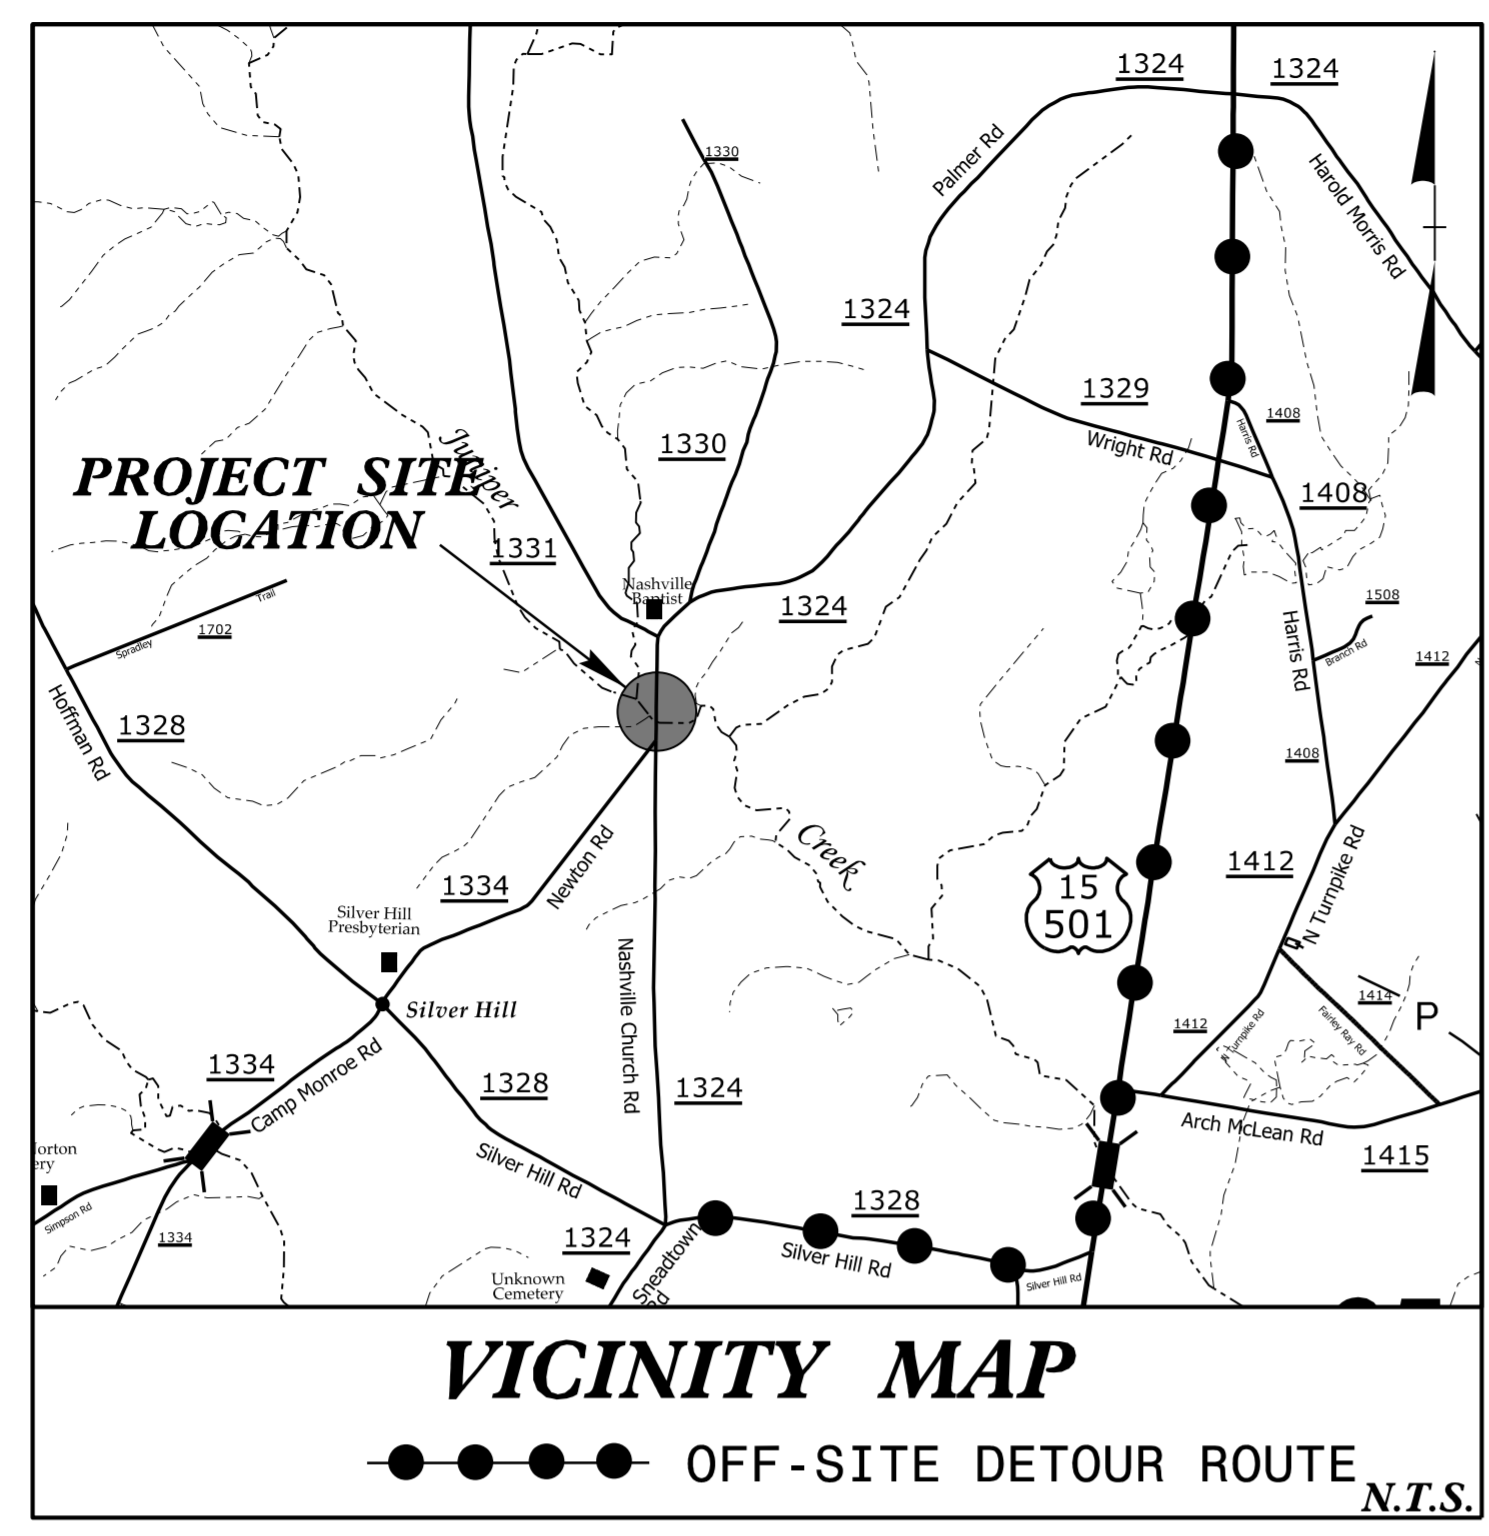 1324
1324
Palmer Rd
1330
Harold Morris Rd
1324
1329
1408
Harris Rd
Wright Rd
1330
Juniper
PROJECT SITE
LOCATION
1408
1331
Nashville
Baptist
1324
1508
Trail
1702
Spradley
Harris Rd
Branch Rd
1412
Hoffman Rd
1328
1408
Creek
Newton Rd
1412
N Turnpike Rd
1334
15
501
Silver Hill
Presbyterian
Nashville Church Rd
Silver Hill
1414
P
1412
N Turnpike Rd
Fairley Ray Rd
1334
Camp Monroe Rd
1328
1324
Arch McLean Rd
1415
orton
ery
Silver Hill Rd
Simpson Rd
1334
1324
Sneadtown
Rd
1328
Silver Hill Rd
Silver Hill Rd
Unknown
Cemetery
VICINITY MAP
OFF-SITE DETOUR ROUTE
N.T.S.